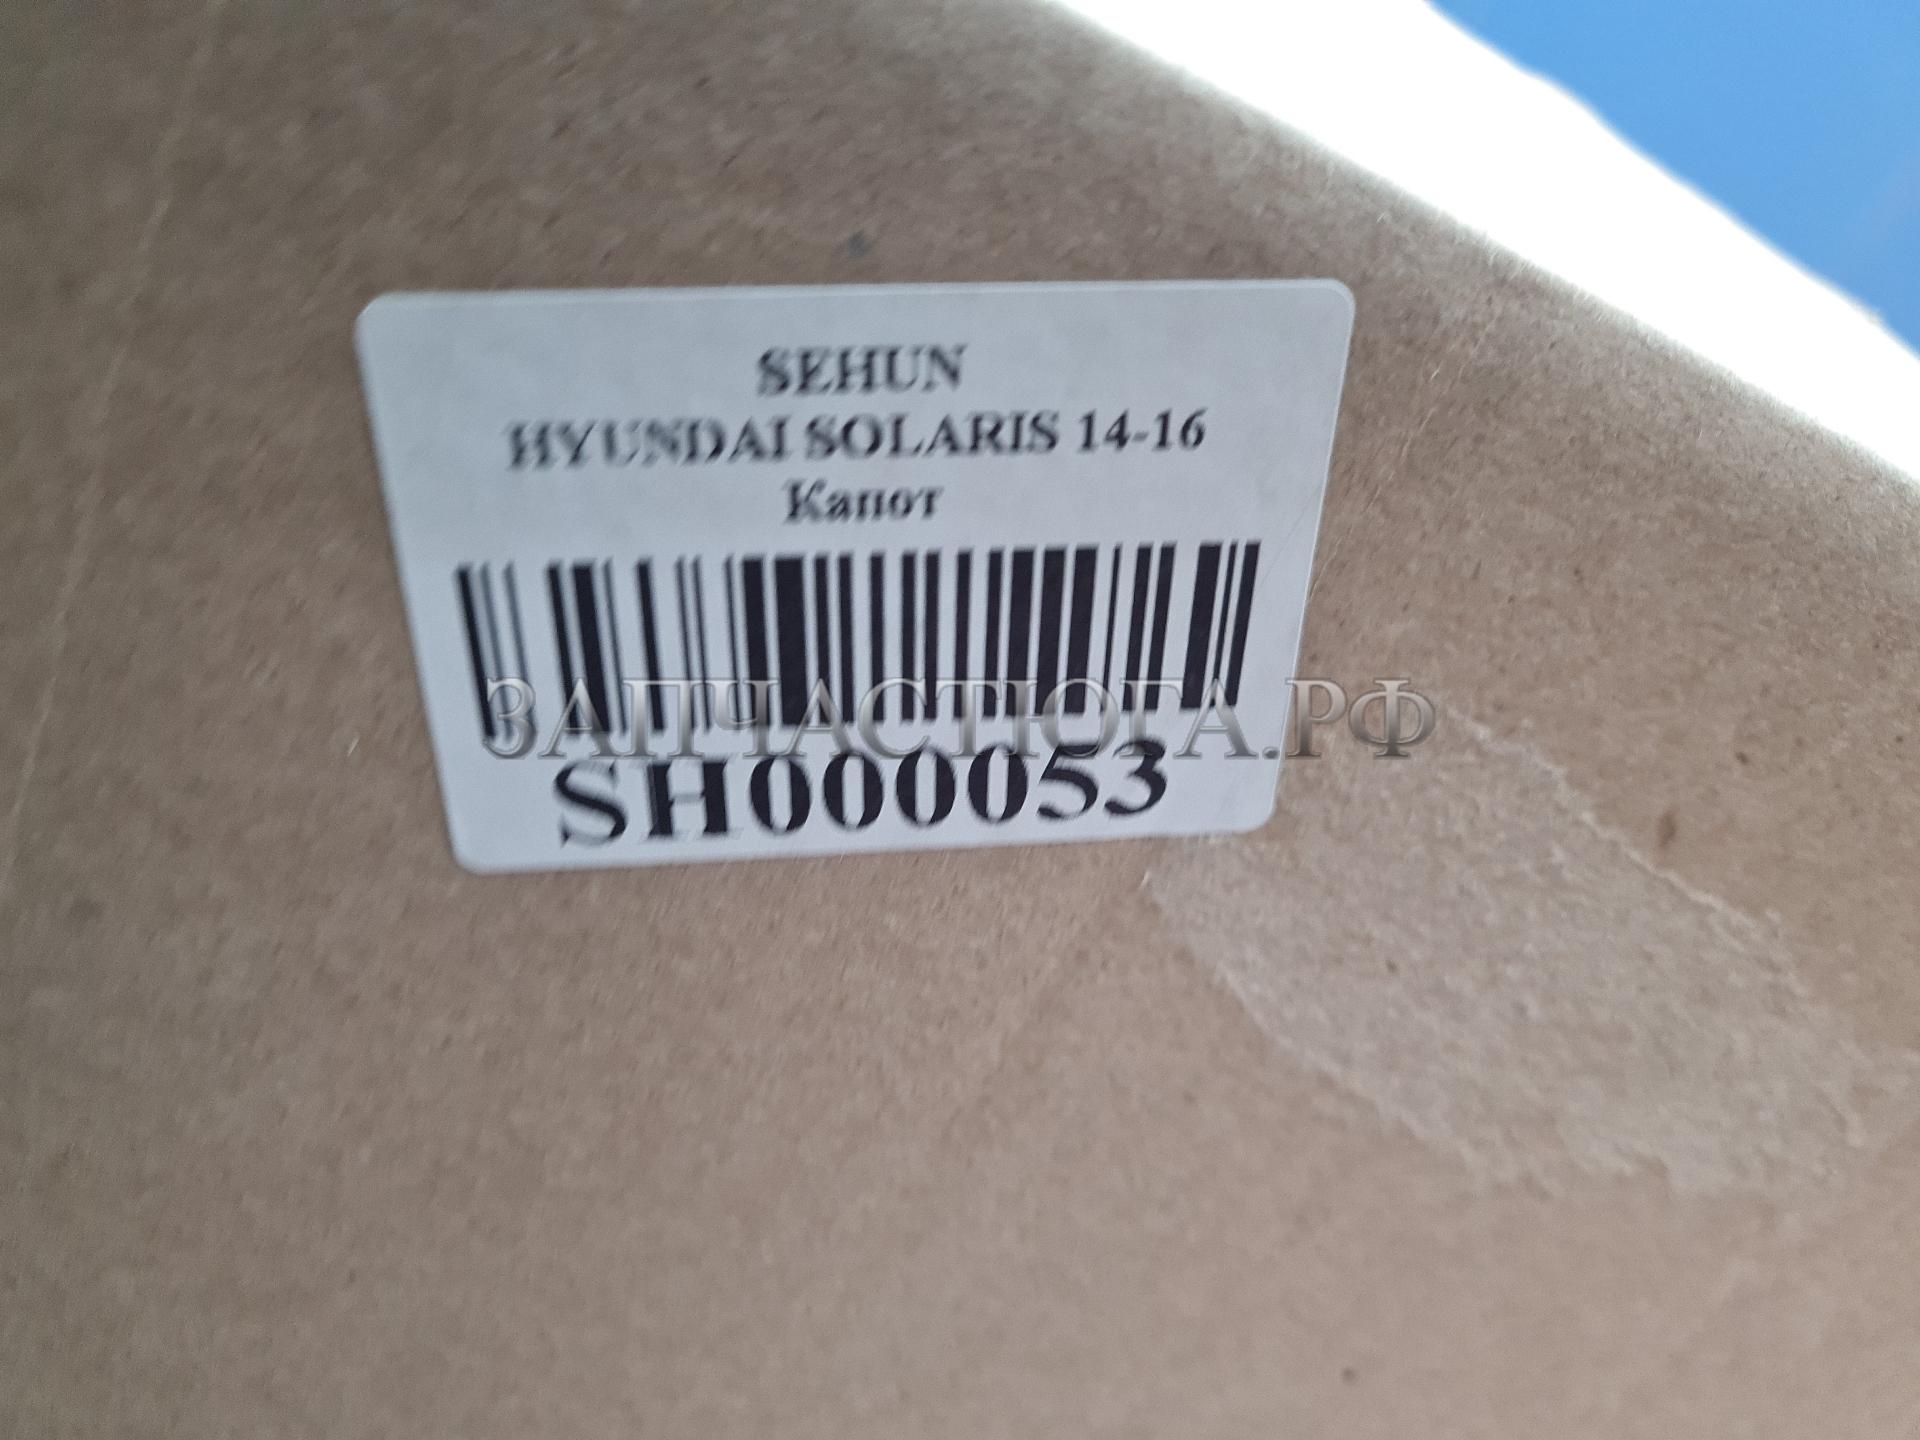 SEHUN
HYUNDAI SOLARIS 14-16
Капот
ЗАПЧАСТЮГА.РФ
SH000053